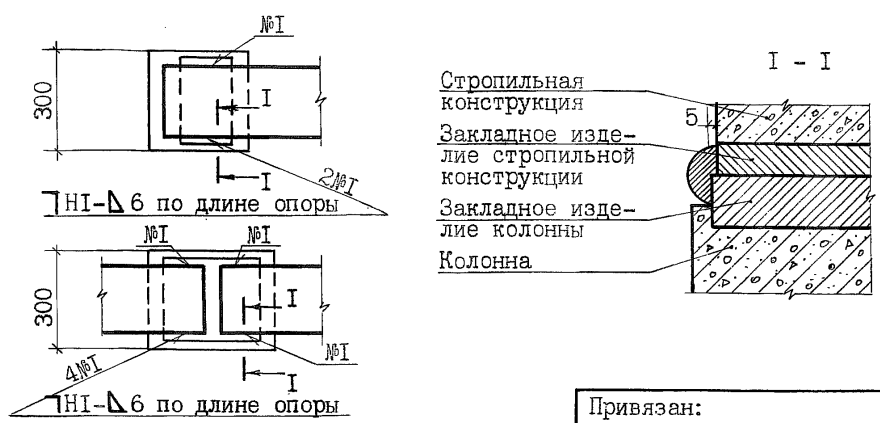 №I
300
I
I
2№I
HI-△6 по длине опоры
№I
№I
300
I
I
№I
4№I
HI-△6 по длине опоры
I - I
Стропильная
конструкция
5
Закладное изде-
лие стропильной
конструкции
Закладное изде-
лие колонны
Колонна
Привязан: